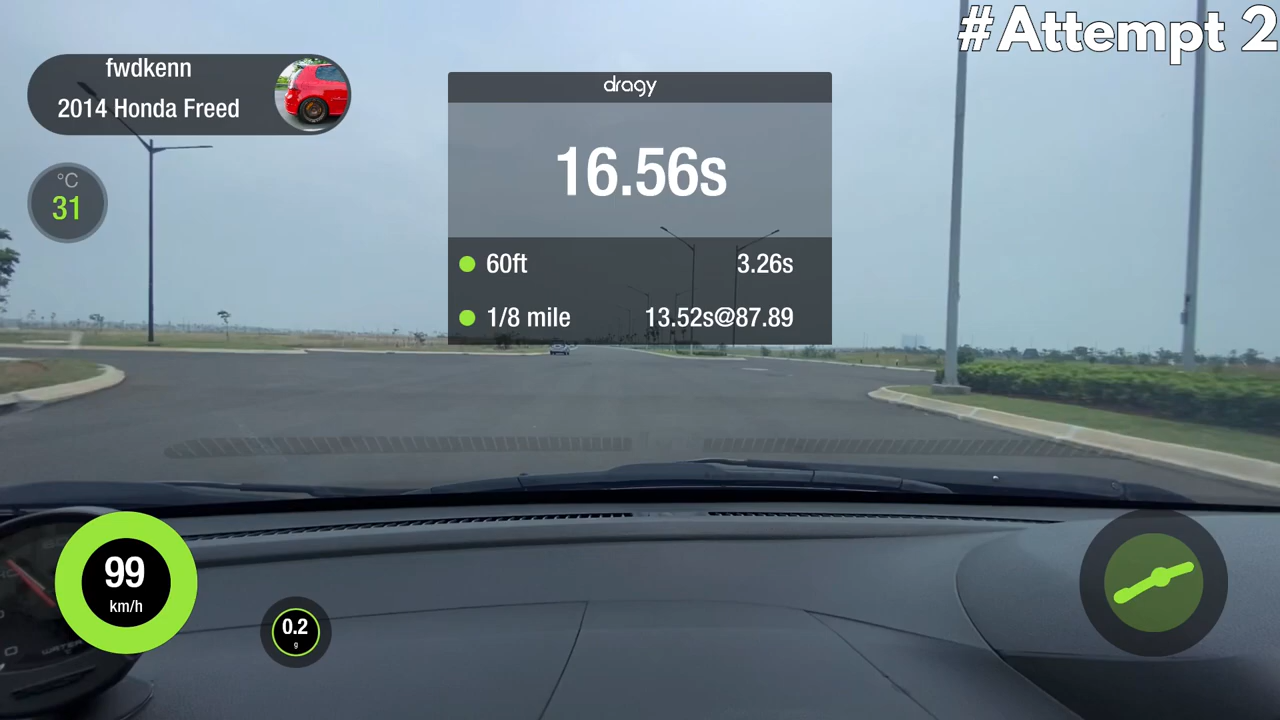 #Attempt 2
fwdkenn
2014 Honda Freed
dragy
°C
31
16.56s
60ft 3.26s
1/8 mile 13.52s@87.89
99
km/h
0.2
g
WATER